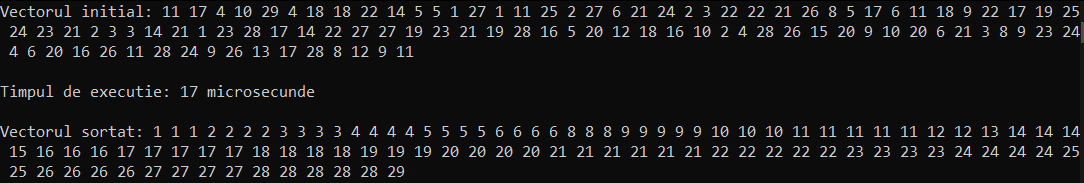 Vectorul initial: 11 17 4 10 29 4 18 18 22 14 5 5 1 27 1 11 25 2 27 6 21 24 2 3 22 22 21 26 8 5 17 6 11 18 9 22 17 19 25
24 23 21 2 3 3 14 21 1 23 28 17 14 22 27 27 19 23 21 19 28 16 5 20 12 18 16 10 2 4 28 26 15 20 9 10 20 6 21 3 8 9 23 24
4 6 20 16 26 11 28 24 9 26 13 17 28 8 12 9 11
Timpul de executie: 17 microsecunde
Vectorul sortat: 1 1 1 2 2 2 2 3 3 3 3 4 4 4 4 5 5 5 5 6 6 6 6 8 8 8 9 9 9 9 9 10 10 10 11 11 11 11 11 12 12 13 14 14 14
15 16 16 16 17 17 17 17 17 18 18 18 18 19 19 19 20 20 20 20 21 21 21 21 21 21 22 22 22 22 22 23 23 23 23 24 24 24 24 25
25 26 26 26 26 27 27 27 27 28 28 28 28 28 29